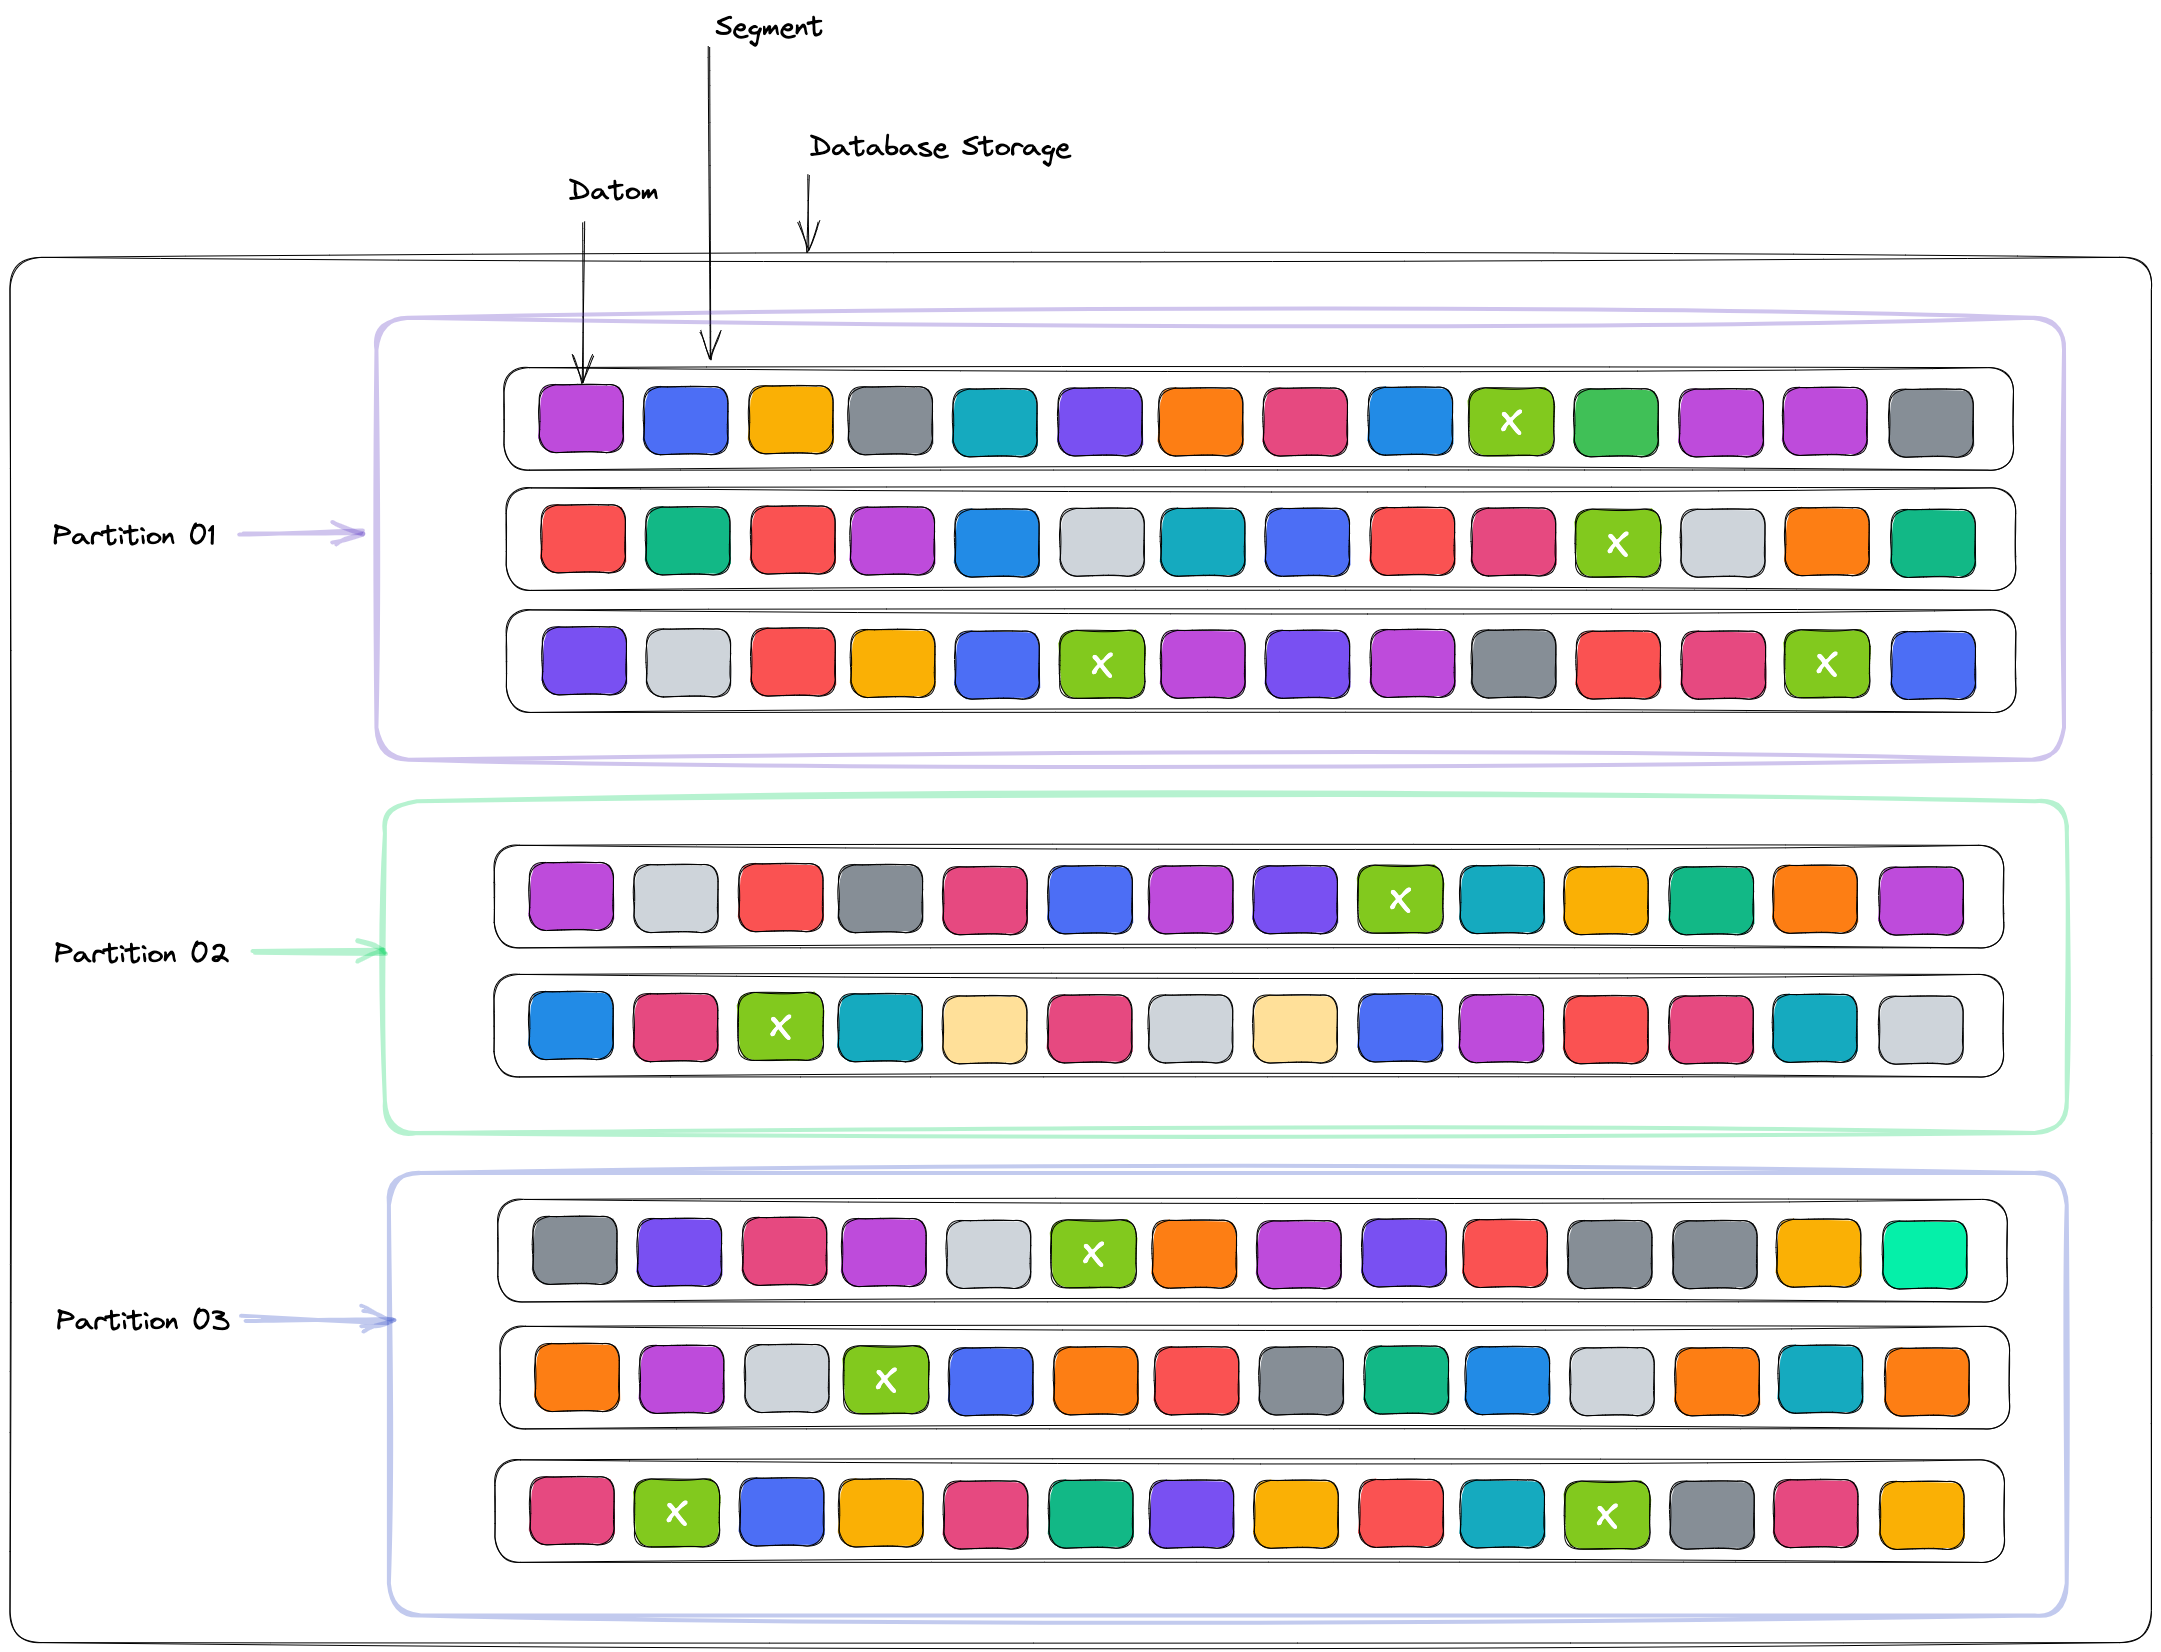 Segment
Database Storage
Datom
x
Partition 01
x
x
x
x
Partition 02
x
x
Partition 03
x
x
x